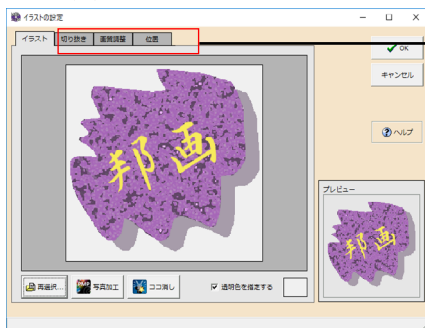 イラストの設定
イラスト 切り抜き 画質調整 位置
OK
キャンセル
ヘルプ
邦画
プレビュー
邦画
再選択... 写真加工 ココ消し 透明色を指定する